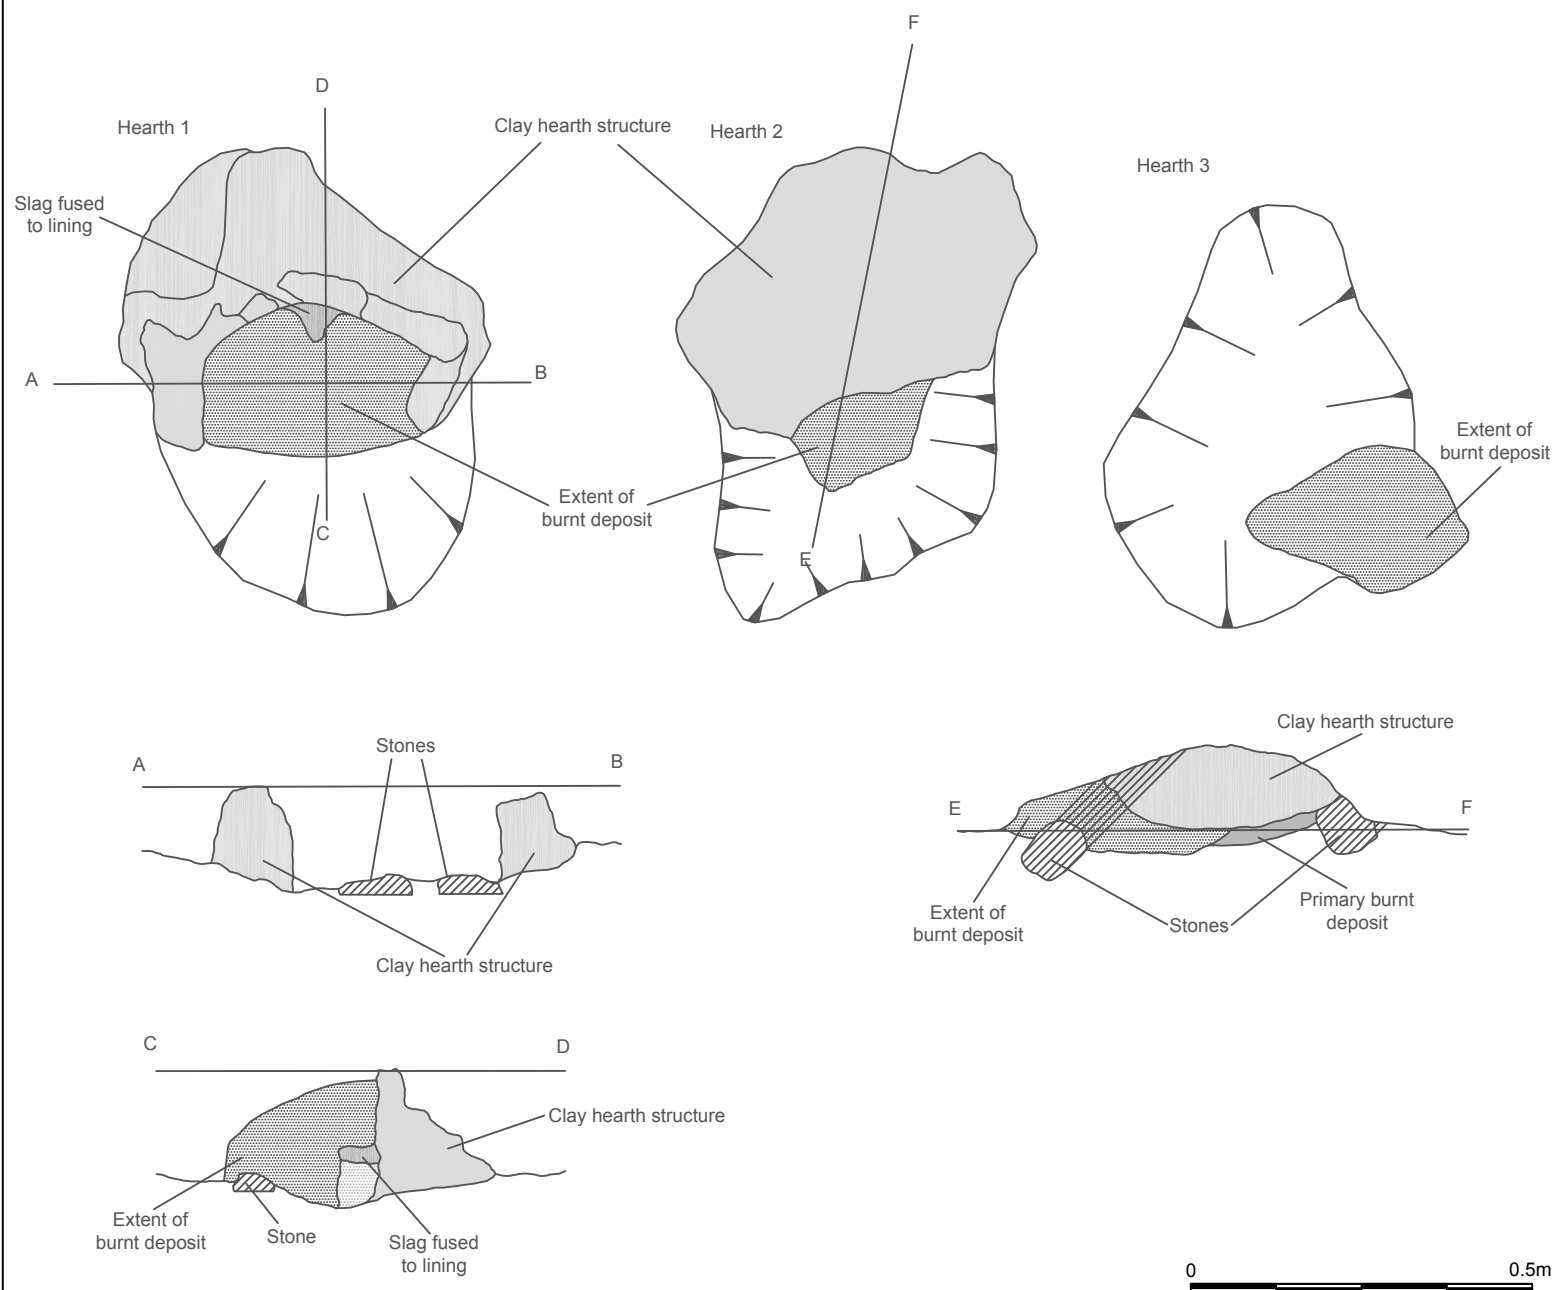 F
D
Hearth 1
Clay hearth structure
Hearth 2
Hearth 3
Slag fused
to lining
A
B
Extent of
burnt deposit
Extent of
burnt deposit
C
E
Clay hearth structure
Stones
A
B
E
F
Extent of
burnt deposit
Stones
Primary burnt
deposit
Clay hearth structure
C
D
Clay hearth structure
Extent of
burnt deposit
Stone
Slag fused
to lining
0
0.5m